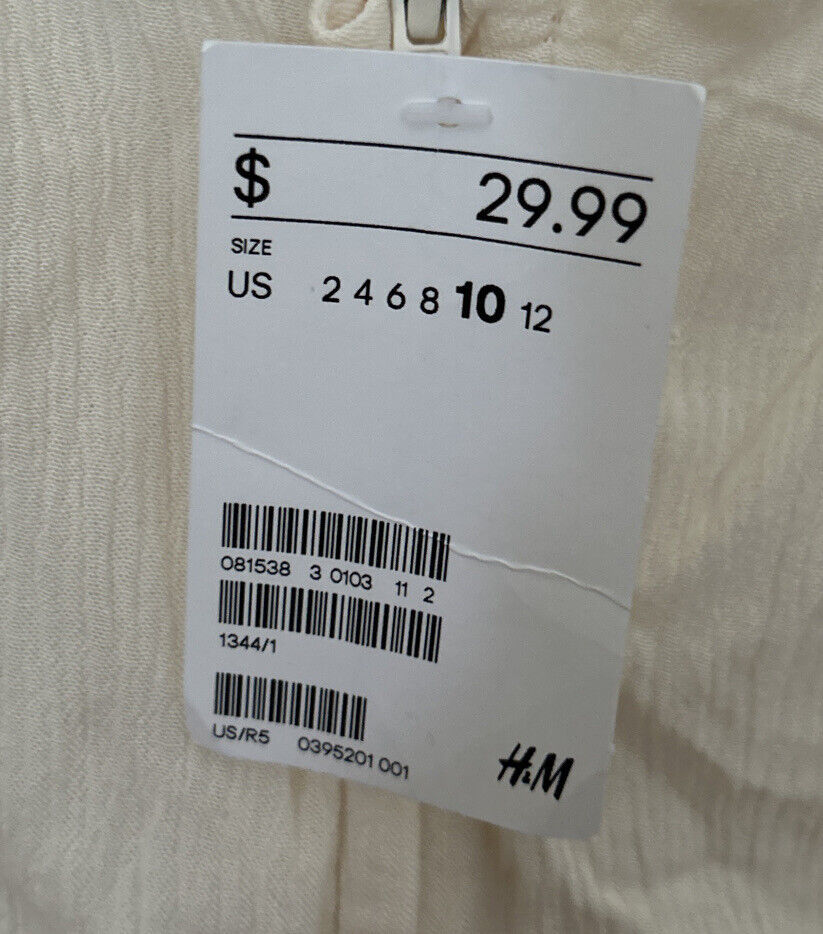 $ 29.99
SIZE
US 2 4 6 8 10 12
081538 3 0103 11 2
1344/1
US/R5 0395201 001
H&M